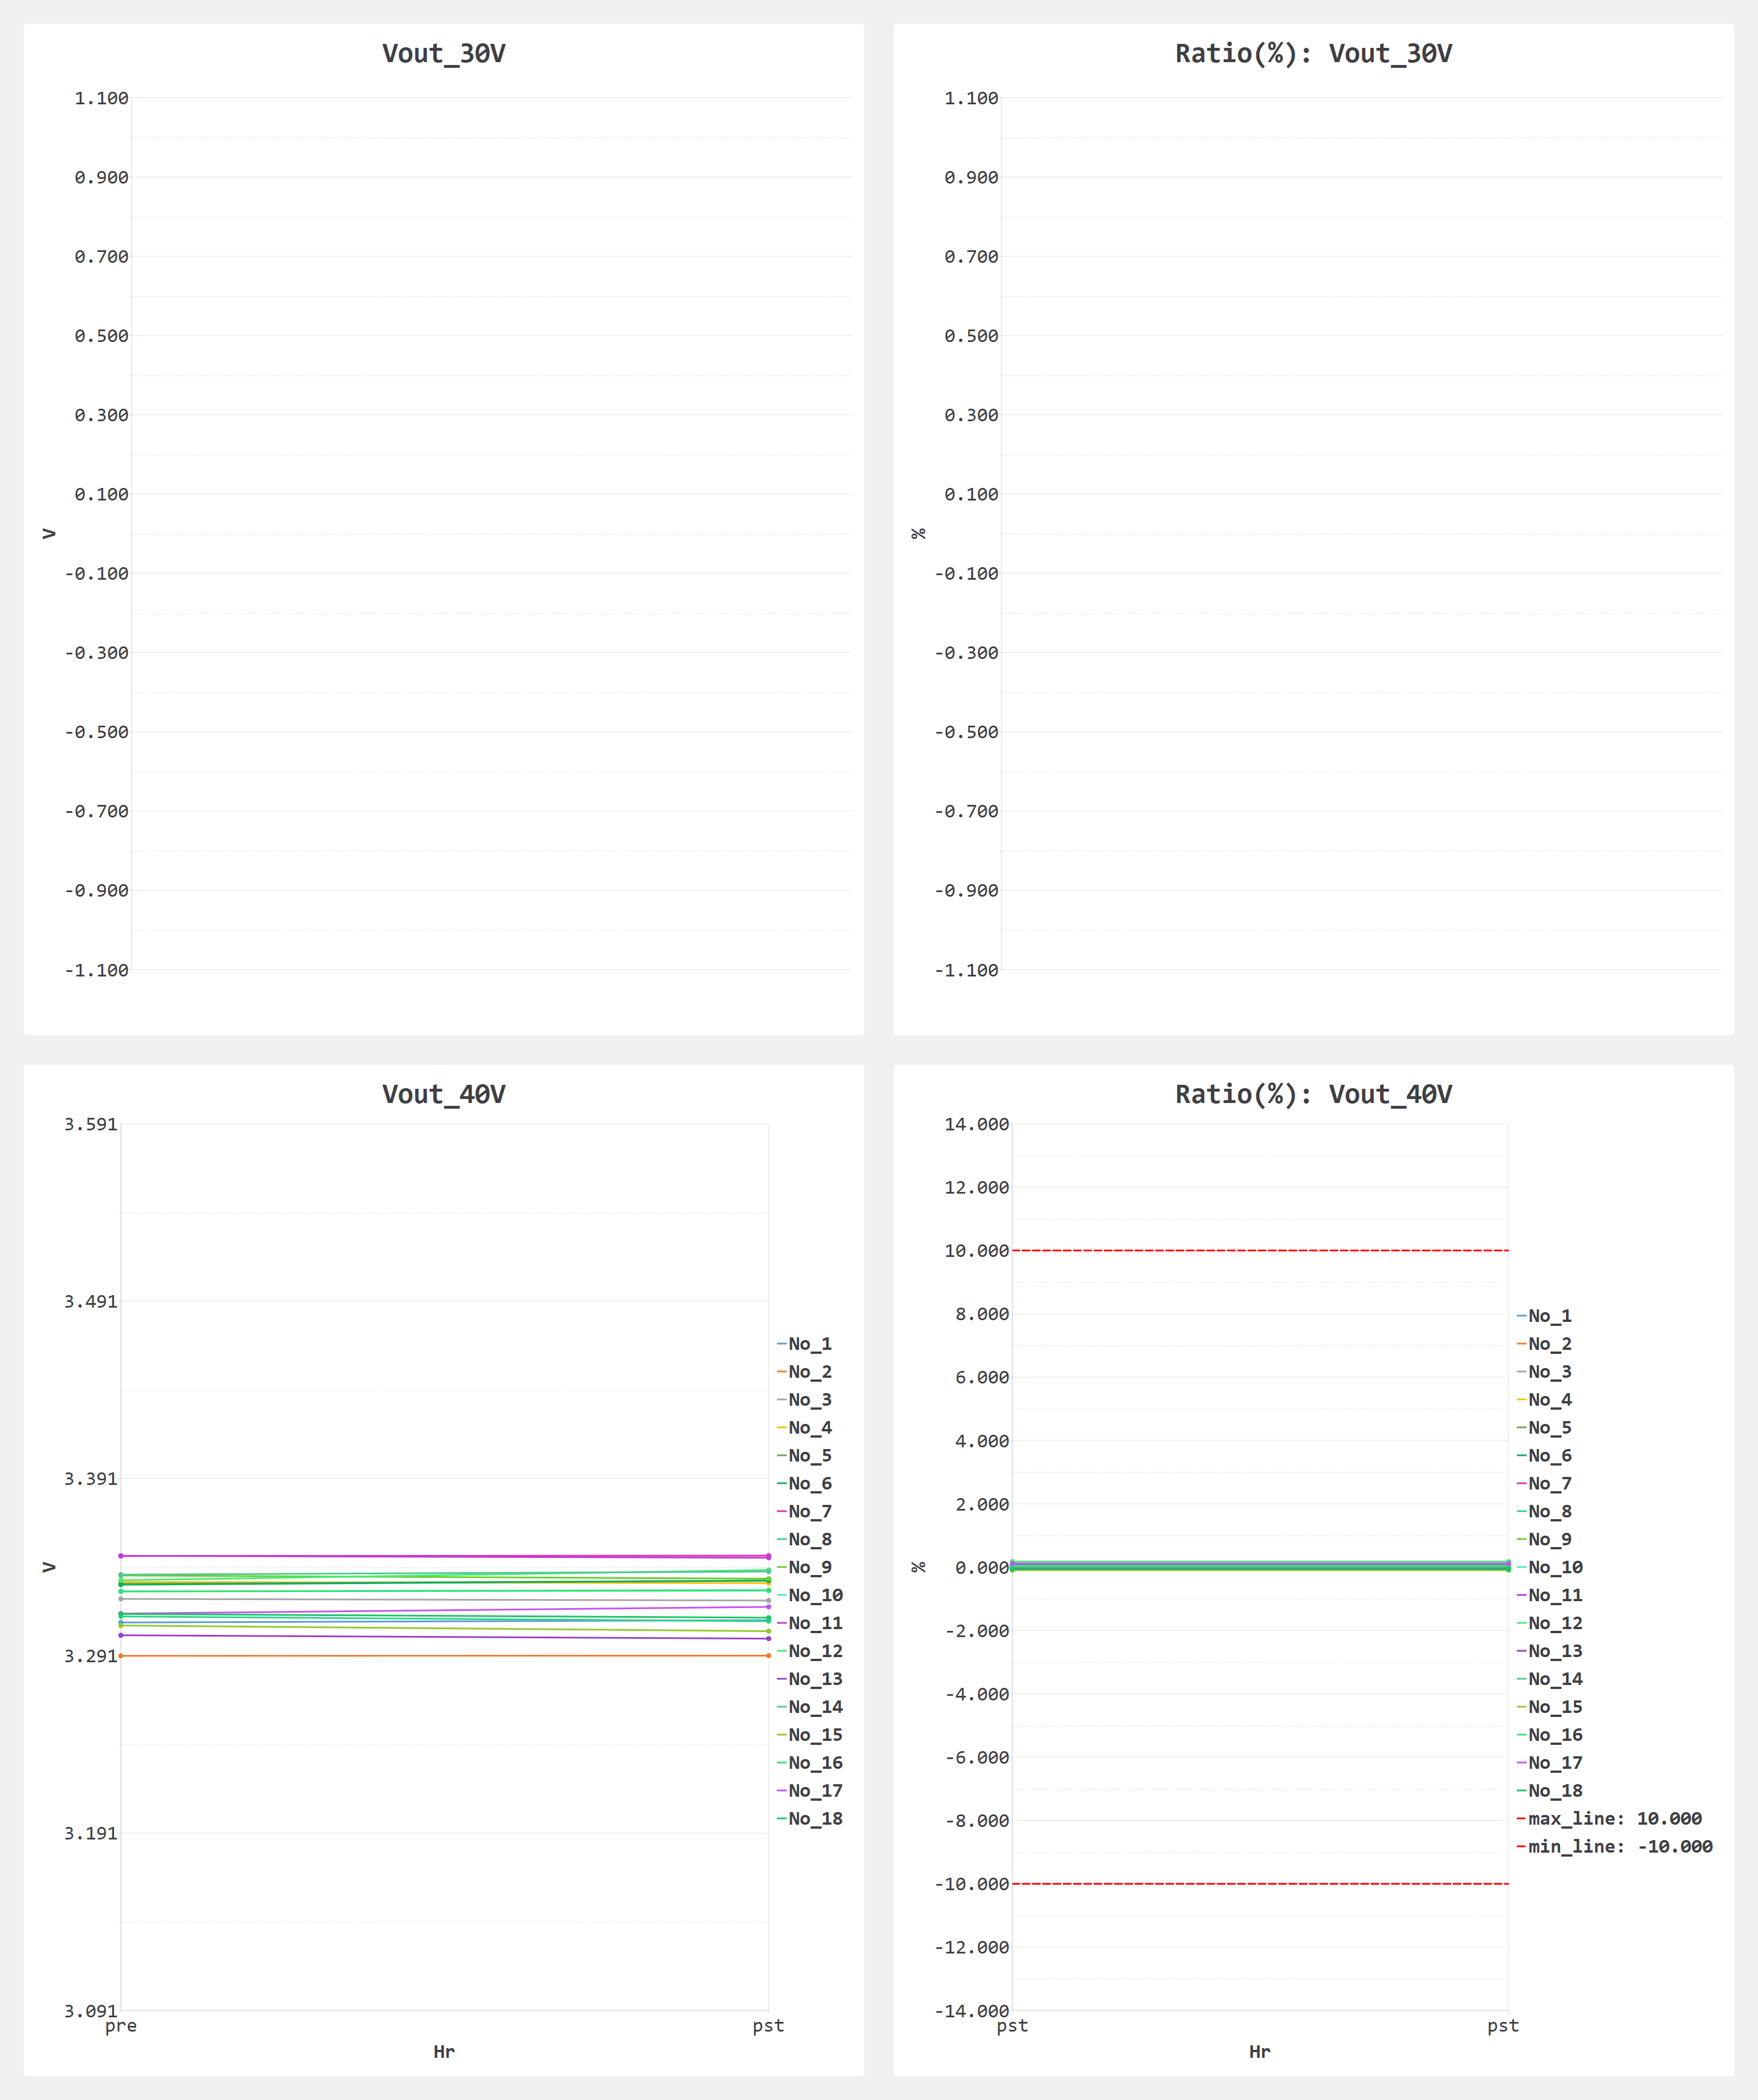 Vout_30V
1.100
0.900
0.700
0.500
0.300
0.100
-0.100
-0.300
-0.500
-0.700
-0.900
-1.100
V
Ratio(%): Vout_30V
1.100
0.900
0.700
0.500
0.300
0.100
-0.100
-0.300
-0.500
-0.700
-0.900
-1.100
%
Vout_40V
3.591
3.491
3.391
3.291
3.191
3.091
V
pre
pst
Hr
No_1
No_2
No_3
No_4
No_5
No_6
No_7
No_8
No_9
No_10
No_11
No_12
No_13
No_14
No_15
No_16
No_17
No_18
Ratio(%): Vout_40V
14.000
12.000
10.000
8.000
6.000
4.000
2.000
0.000
-2.000
-4.000
-6.000
-8.000
-10.000
-12.000
-14.000
%
pst
pst
Hr
No_1
No_2
No_3
No_4
No_5
No_6
No_7
No_8
No_9
No_10
No_11
No_12
No_13
No_14
No_15
No_16
No_17
No_18
max_line: 10.000
min_line: -10.000